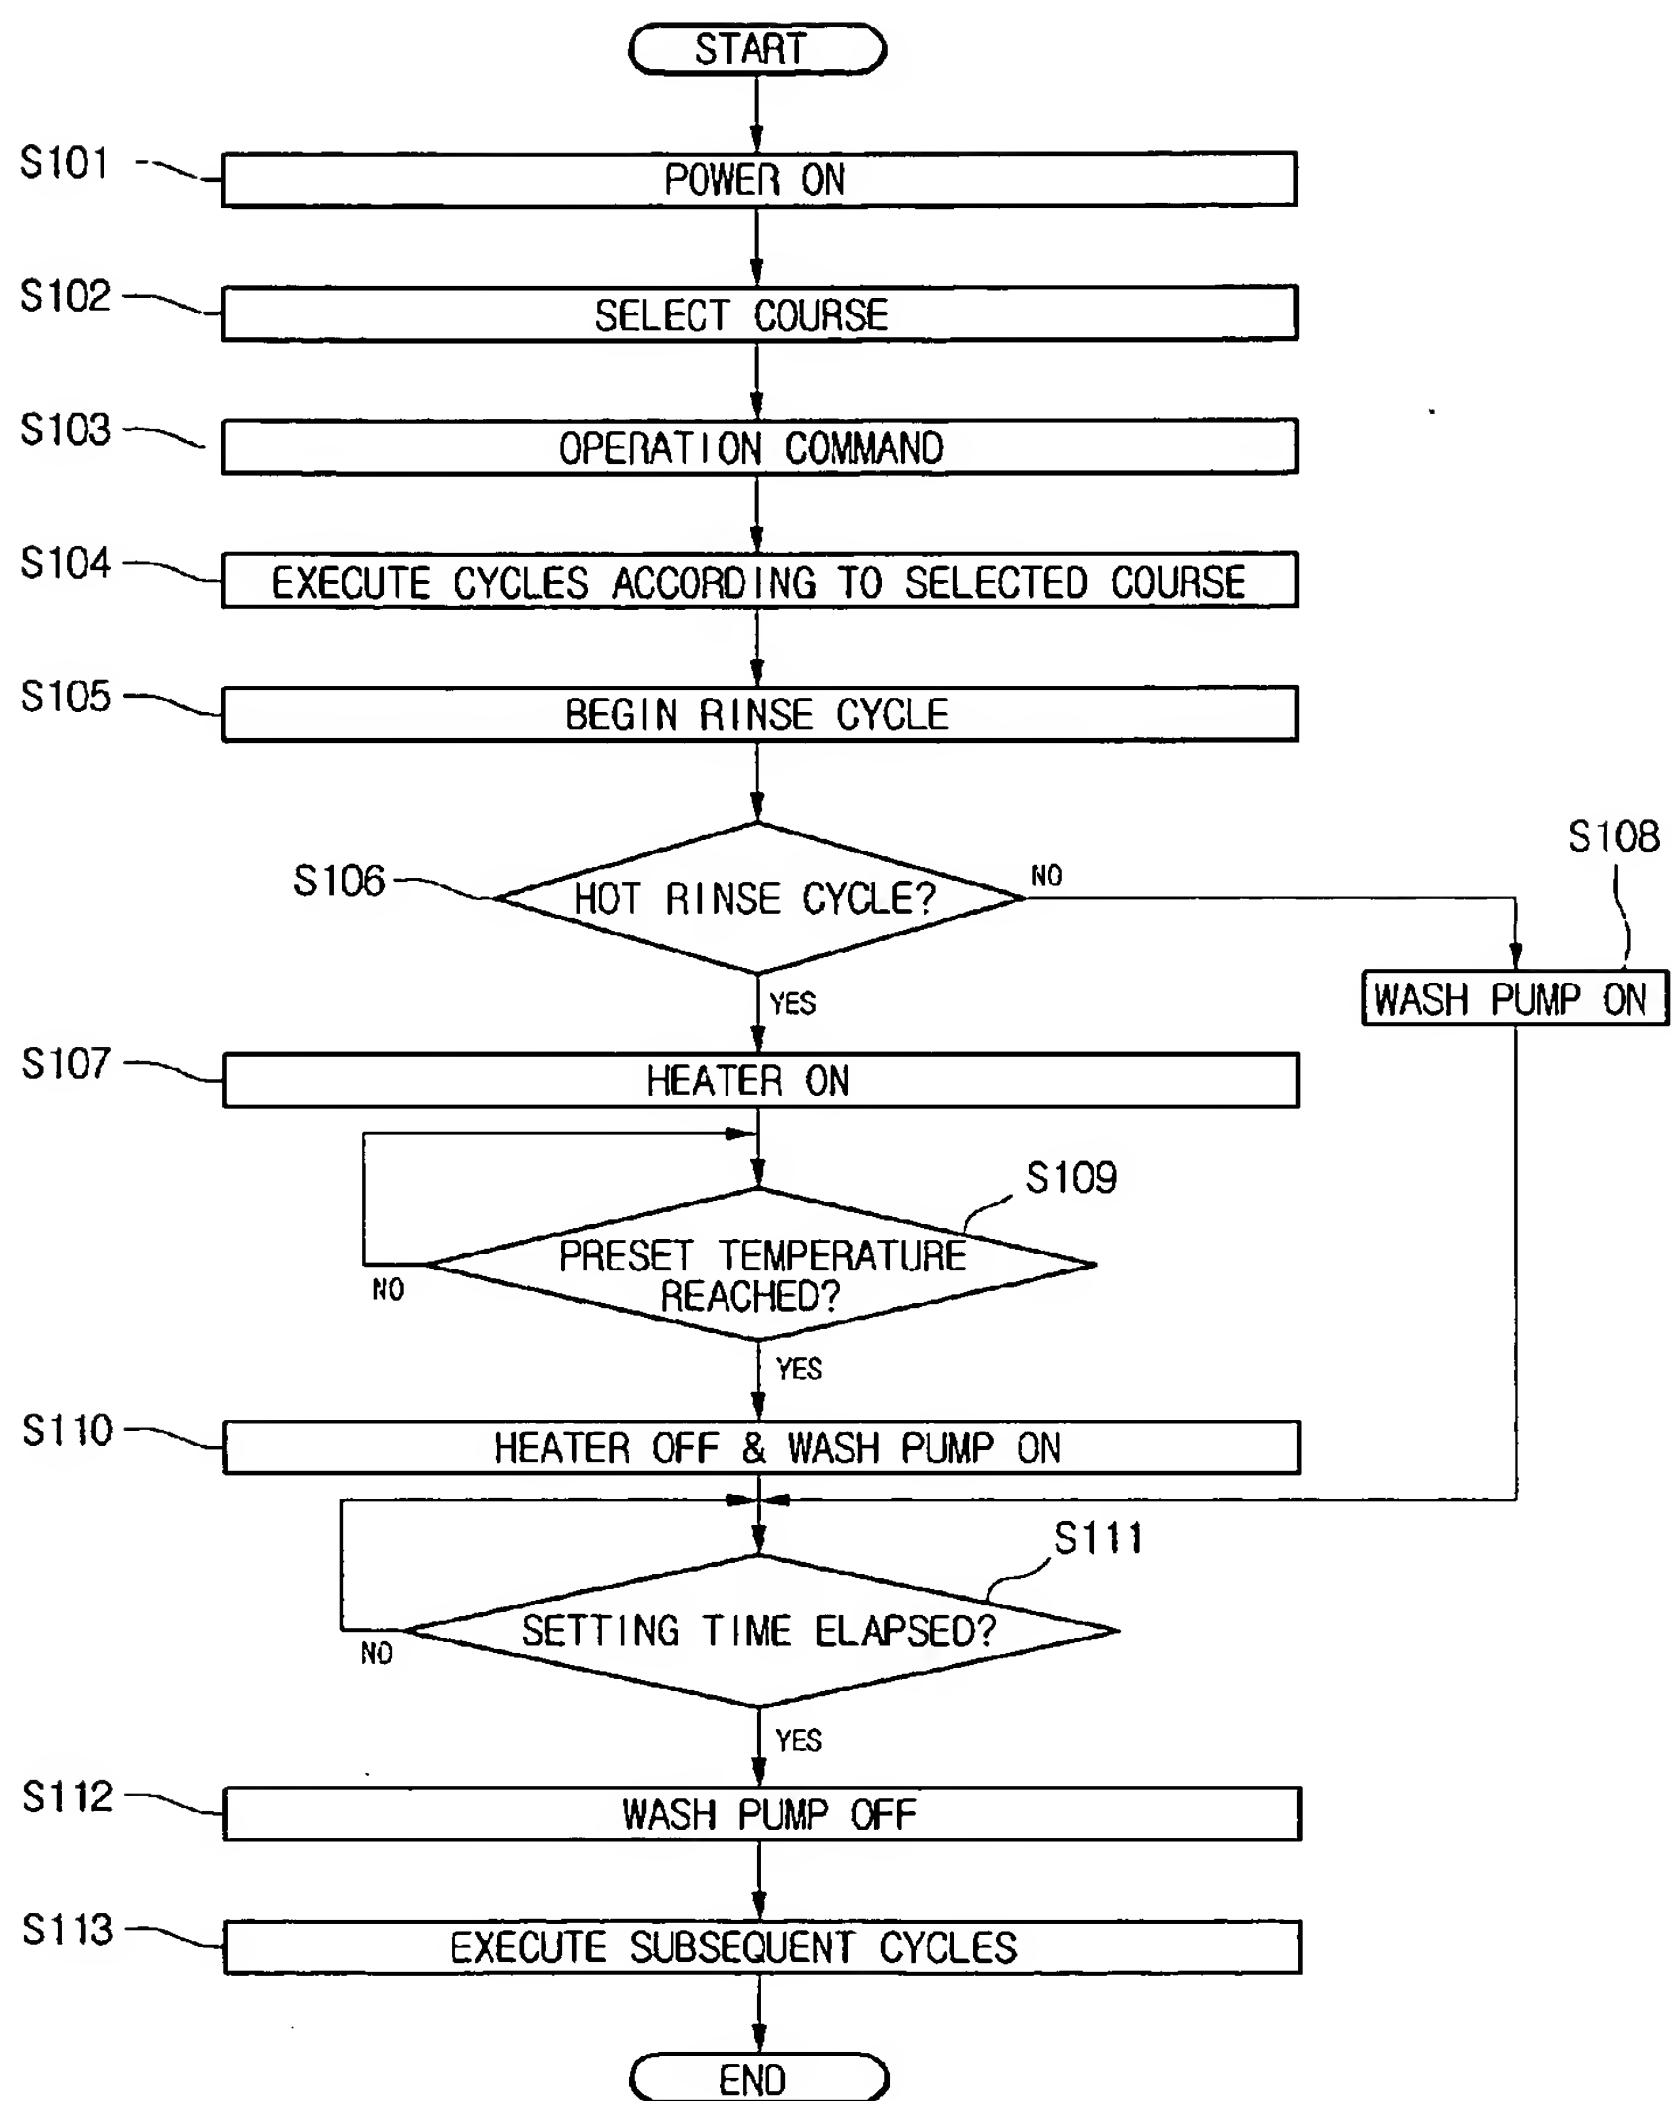 START
S101
POWER ON
S102
SELECT COURSE
S103
OPERATION COMMAND
S104
EXECUTE CYCLES ACCORDING TO SELECTED COURSE
S105
BEGIN RINSE CYCLE
S108
S106
HOT RINSE CYCLE?
NO
YES
WASH PUMP ON
S107
HEATER ON
S109
PRESET TEMPERATURE
REACHED?
NO
YES
S110
HEATER OFF & WASH PUMP ON
S111
SETTING TIME ELAPSED?
NO
YES
S112
WASH PUMP OFF
S113
EXECUTE SUBSEQUENT CYCLES
END